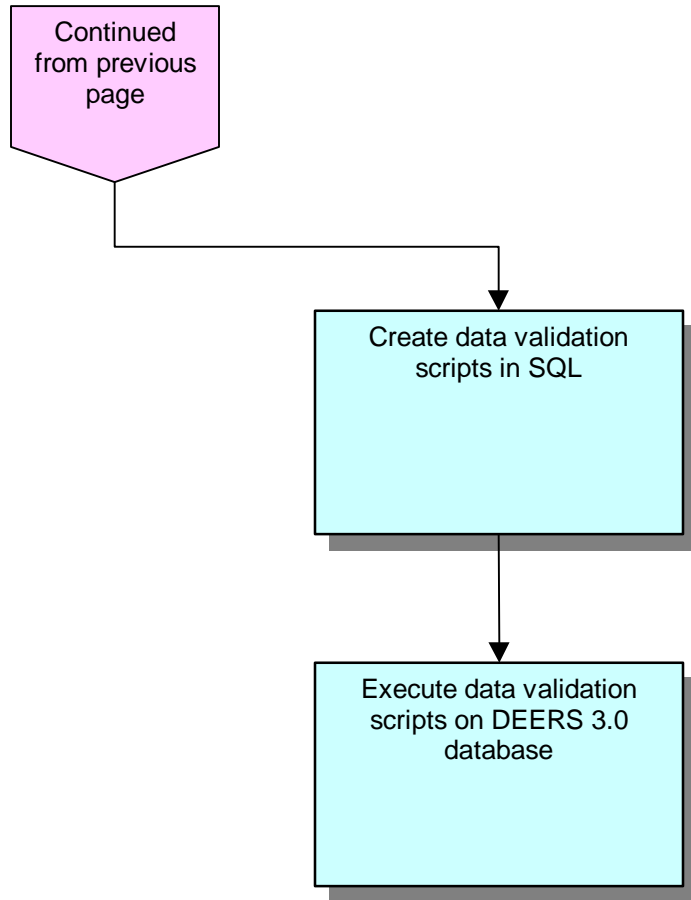 Continued
from previous
page
Create data validation
scripts in SQL
Execute data validation
scripts on DEERS 3.0
database